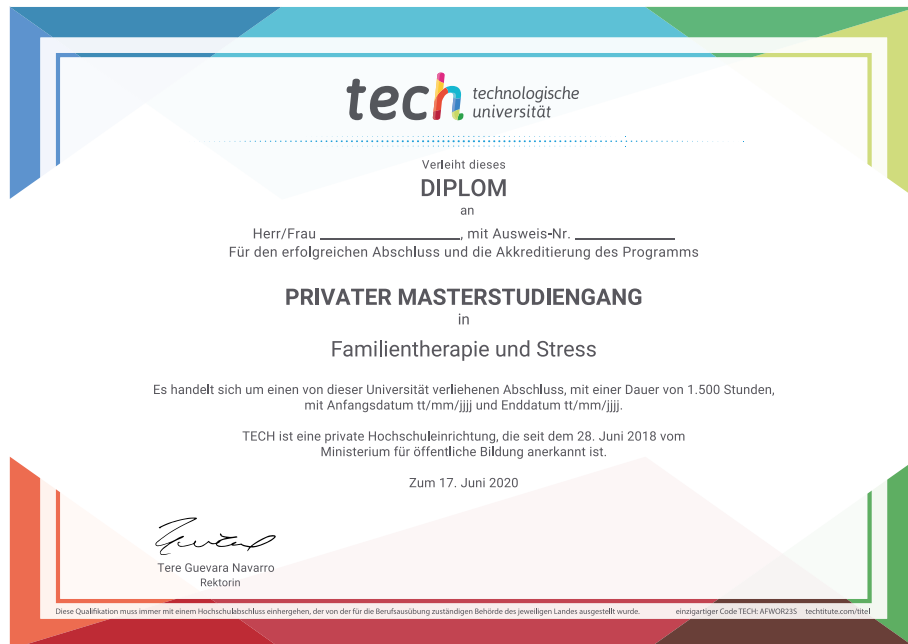 tech technologische
universität
Verleiht dieses
DIPLOM
an
Herr/Frau ____________________, mit Ausweis-Nr. ______________
Für den erfolgreichen Abschluss und die Akkreditierung des Programms
PRIVATER MASTERSTUDIENGANG
in
Familientherapie und Stress
Es handelt sich um einen von dieser Universität verliehenen Abschluss, mit einer Dauer von 1.500 Stunden,
mit Anfangsdatum tt/mm/jjjj und Enddatum tt/mm/jjjj.
TECH ist eine private Hochschuleinrichtung, die seit dem 28. Juni 2018 vom
Ministerium für öffentliche Bildung anerkannt ist.
Zum 17. Juni 2020
Tere Guevara Navarro
Rektorin
Diese Qualifikation muss immer mit einem Hochschulabschluss einhergehen, der von der für die Berufsausübung zuständigen Behörde des jeweiligen Landes ausgestellt wurde. einzigartiger Code TECH: AFWOR23S techtitute.com/titel